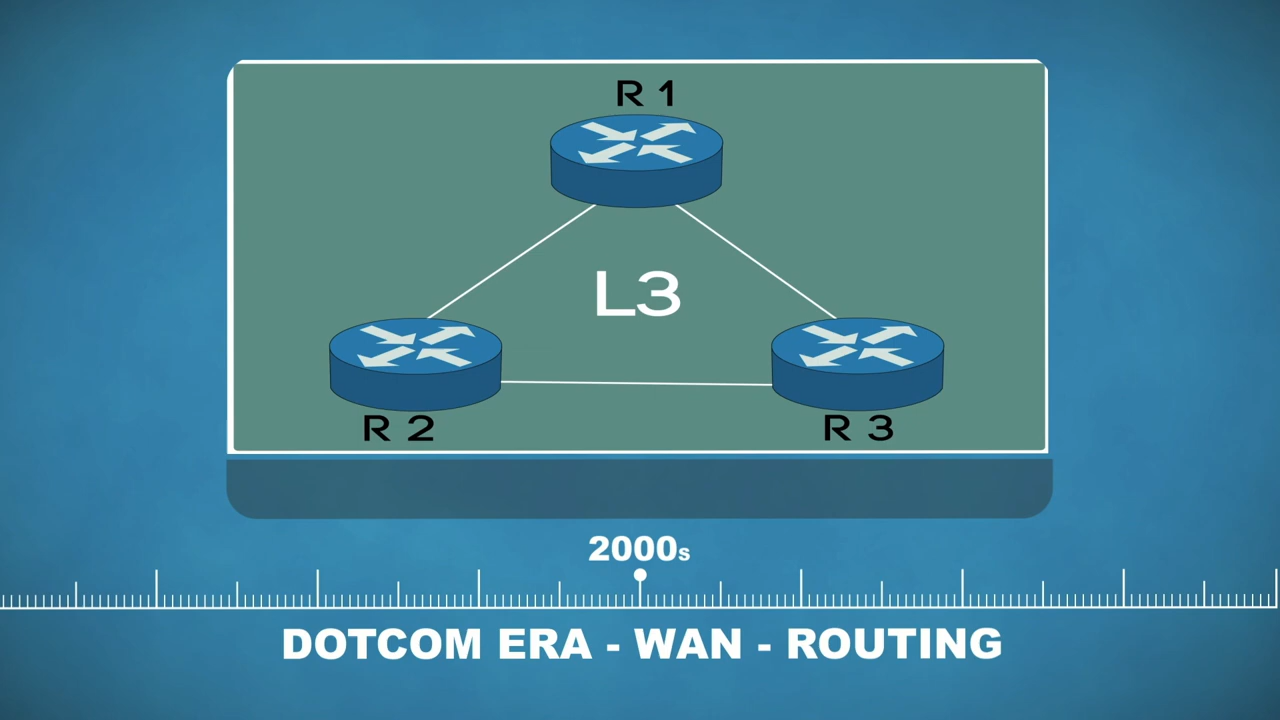 R 1
L3
R 2
R 3
2000s
DOTCOM ERA - WAN - ROUTING